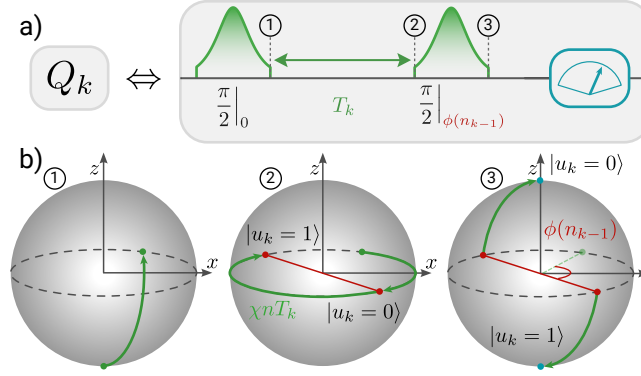 a)
① ② ③
Q_k ⇔
π/2|_0 T_k π/2|_{ϕ(n_{k−1})}
b)
① z x
② z x
|u_k = 1⟩
χnT_k |u_k = 0⟩
③ z |u_k = 0⟩
ϕ(n_{k−1})
|u_k = 1⟩